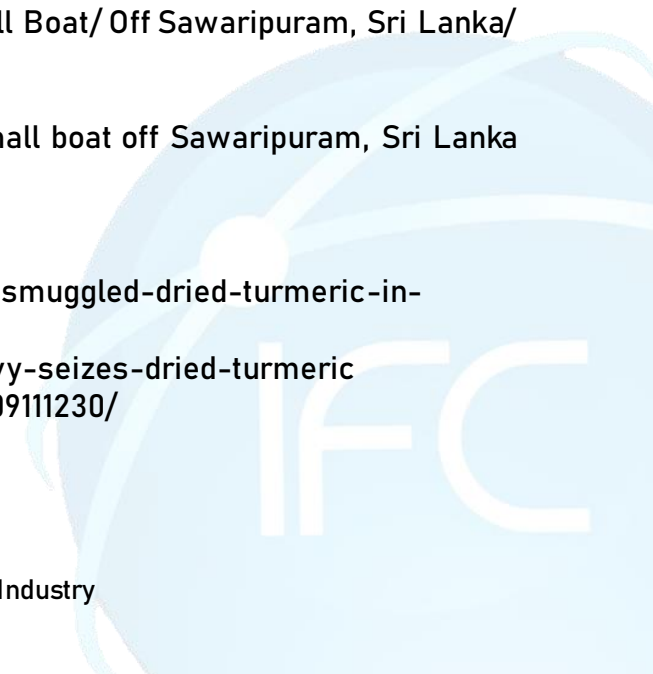 ll Boat/ Off Sawaripuram, Sri Lanka/
all boat off Sawaripuram, Sri Lanka
smuggled-dried-turmeric-in-
y-seizes-dried-turmeric
09111230/
IFC
Industry